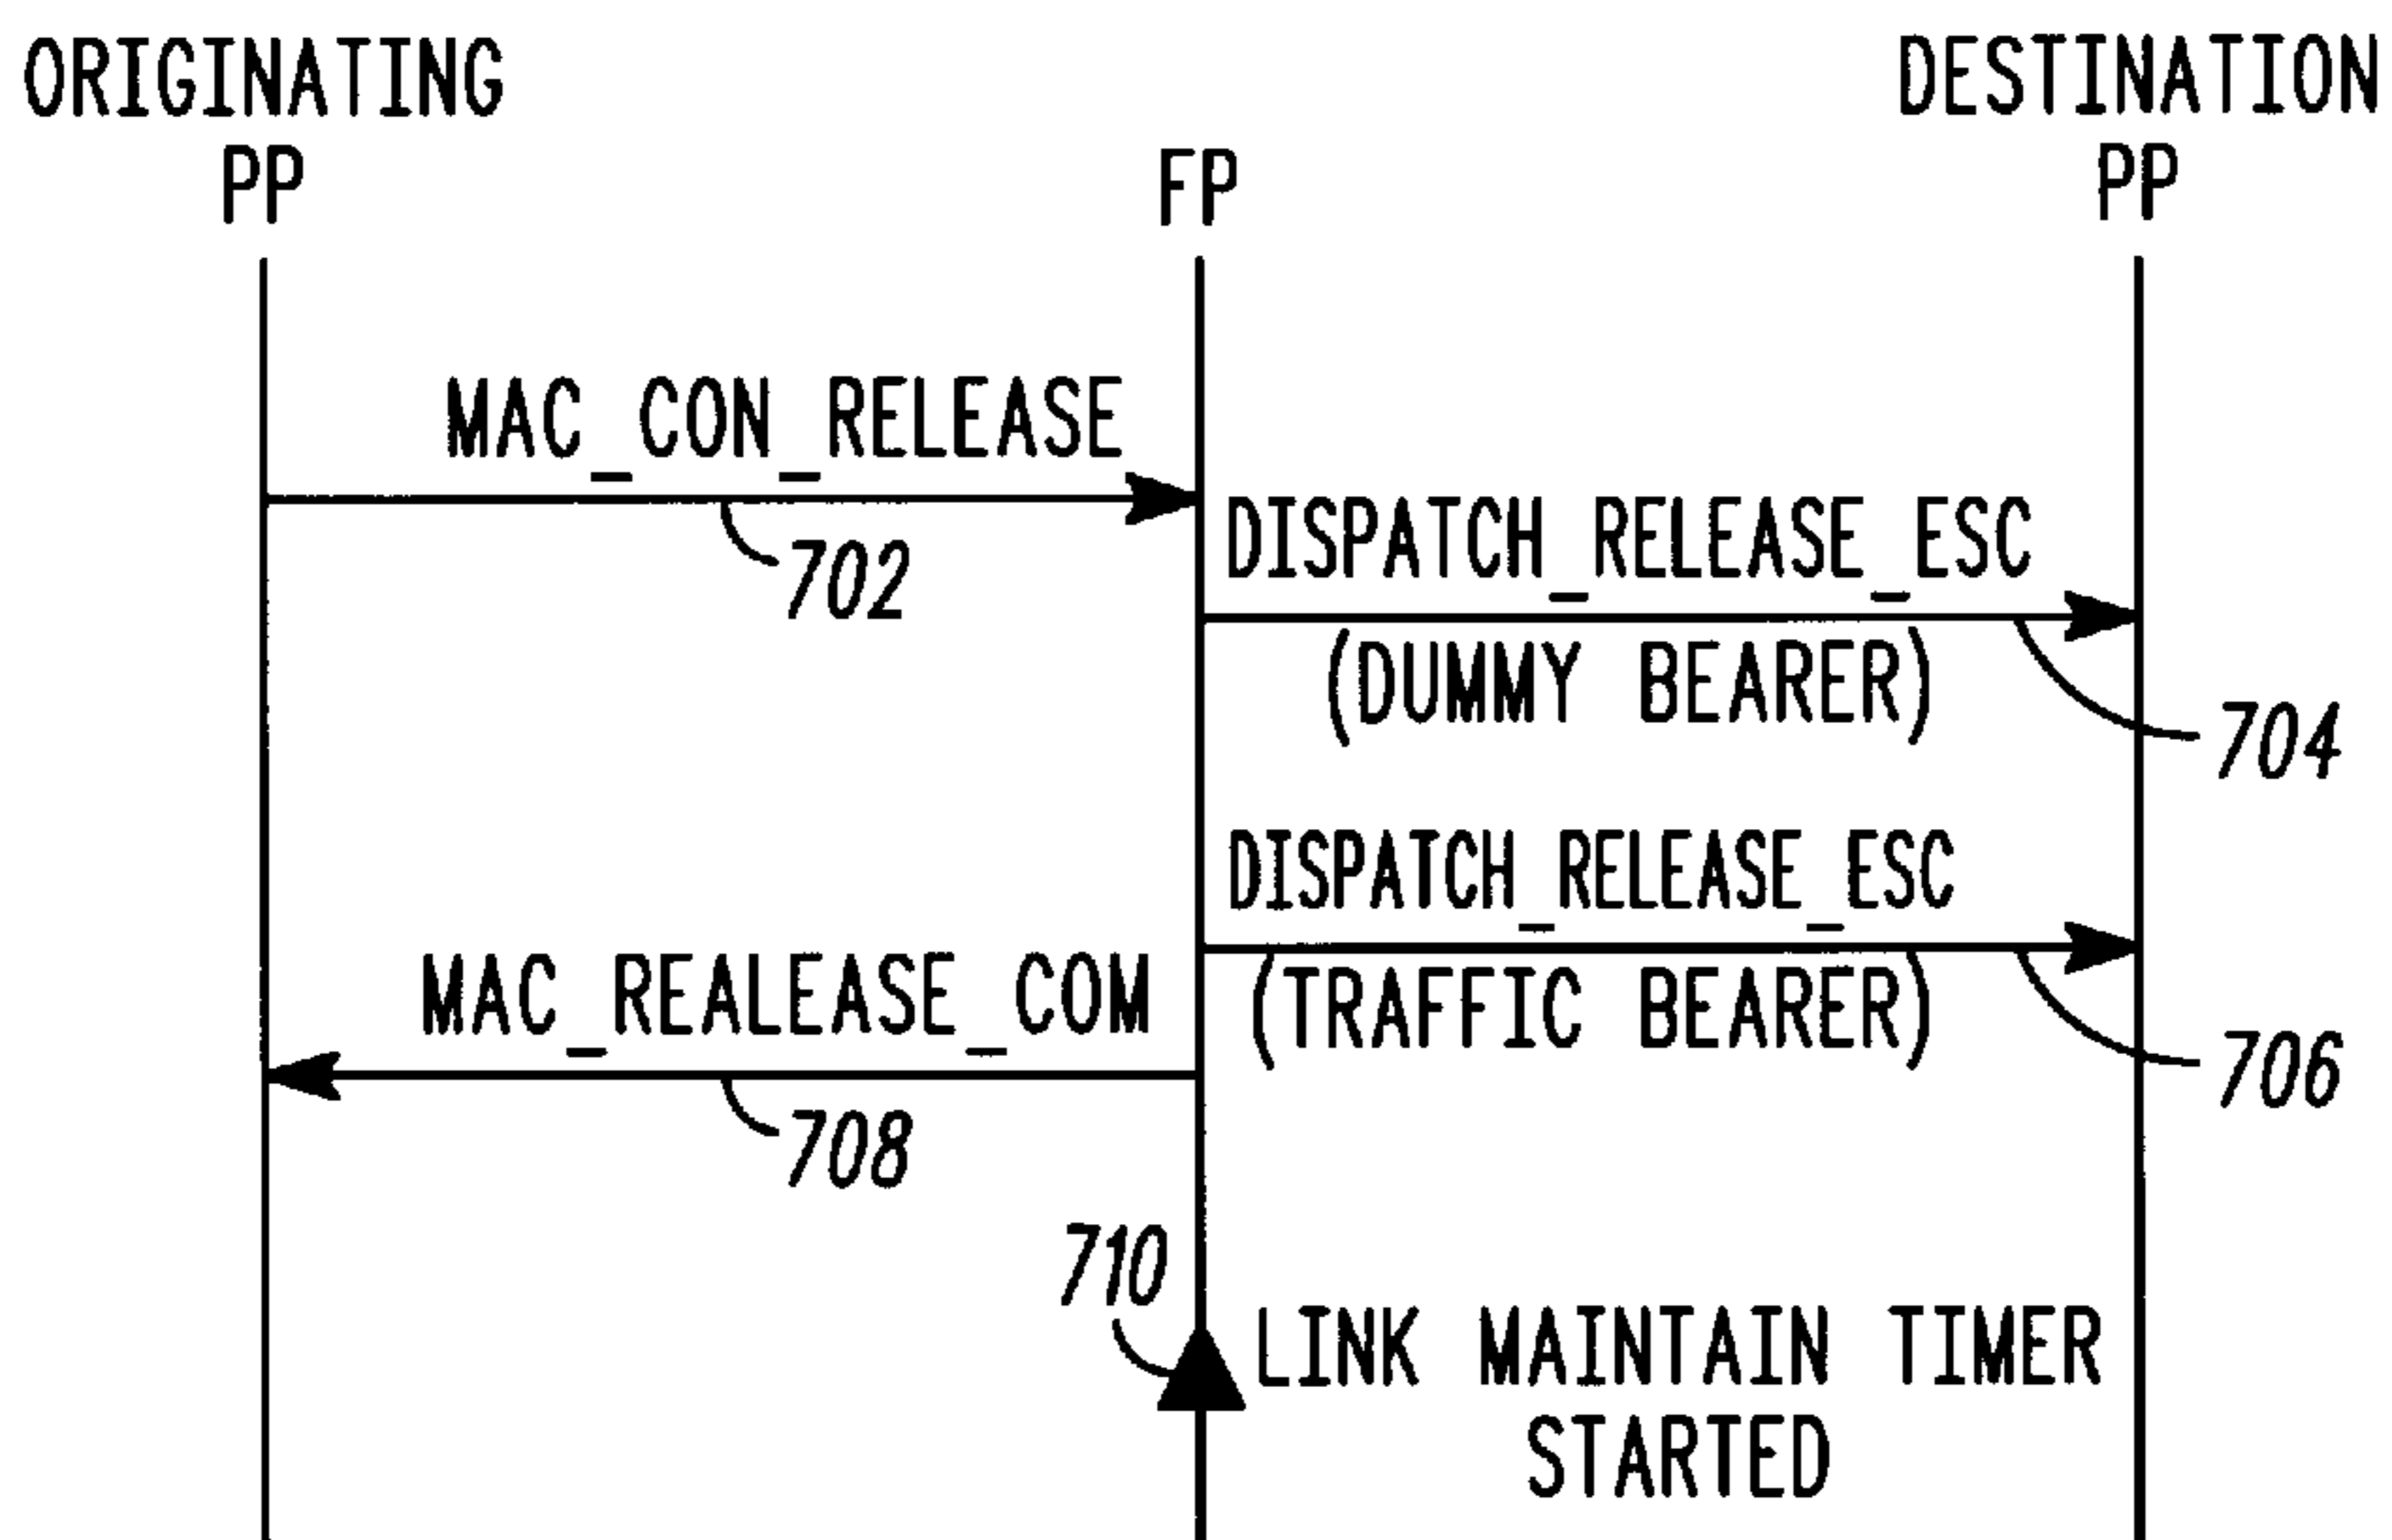 ORIGINATING
PP
FP
DESTINATION
PP
MAC_CON_RELEASE
702
DISPATCH_RELEASE_ESC
(DUMMY BEARER)
704
DISPATCH_RELEASE_ESC
(TRAFFIC BEARER)
706
MAC_REALEASE_COM
708
710
LINK MAINTAIN TIMER
STARTED